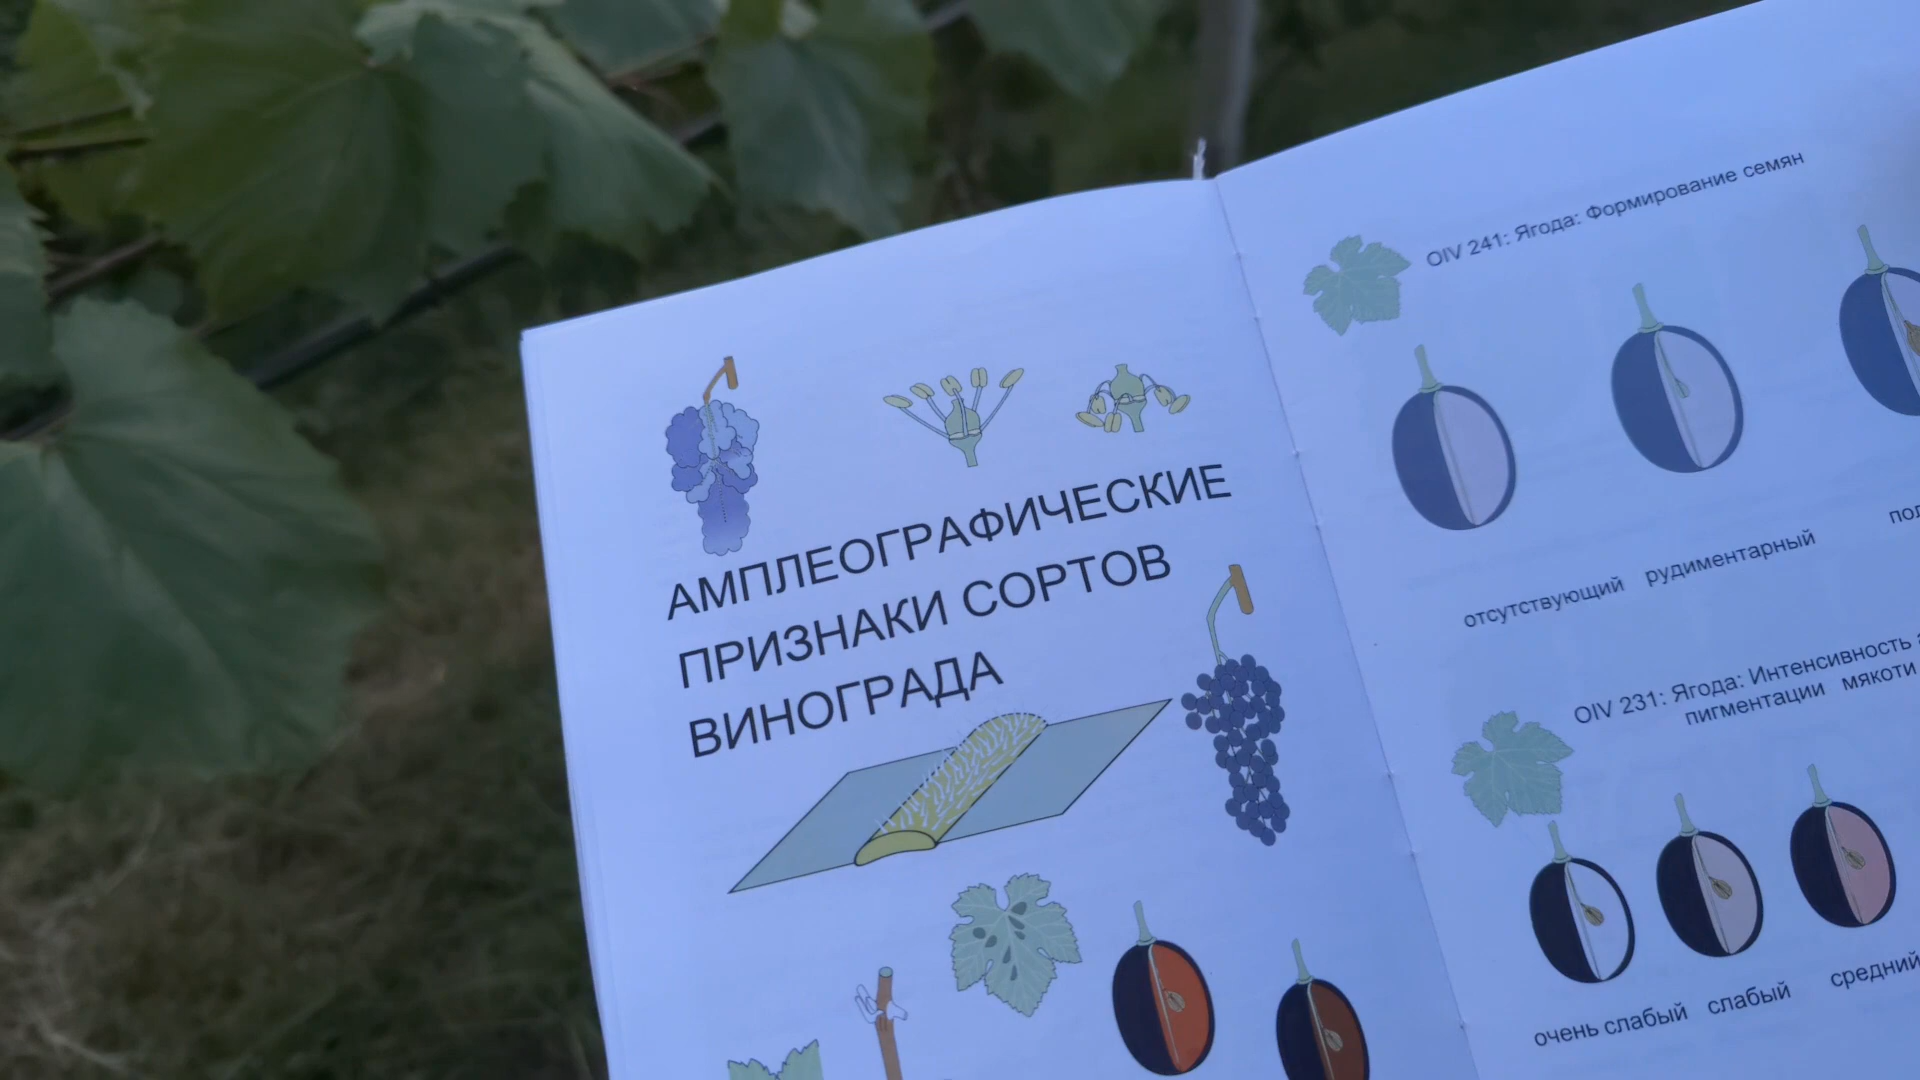 АМПЛЕОГРАФИЧЕСКИЕ
ПРИЗНАКИ СОРТОВ
ВИНОГРАДА
OIV 241: Ягода: Формирование семян
отсутствующий рудиментарный
OIV 231: Ягода: Интенсивность
пигментации мякоти
очень слабый слабый средний